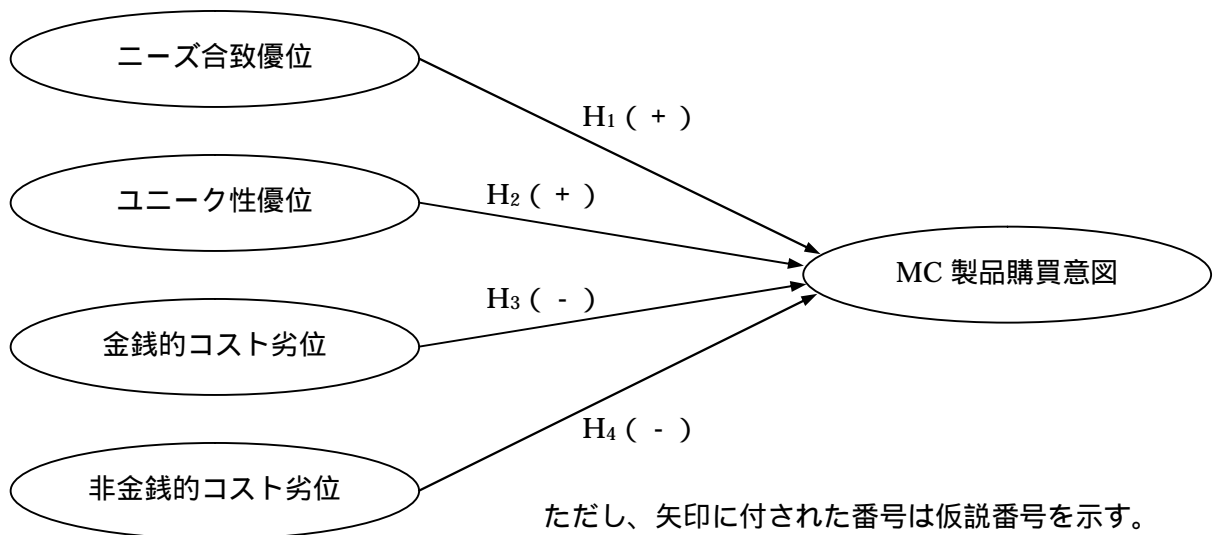 ニーズ合致優位
H₁ ( + )
ユニーク性優位
H₂ ( + )
MC 製品購買意図
H₃ ( - )
金銭的コスト劣位
H₄ ( - )
非金銭的コスト劣位
ただし、矢印に付された番号は仮説番号を示す。